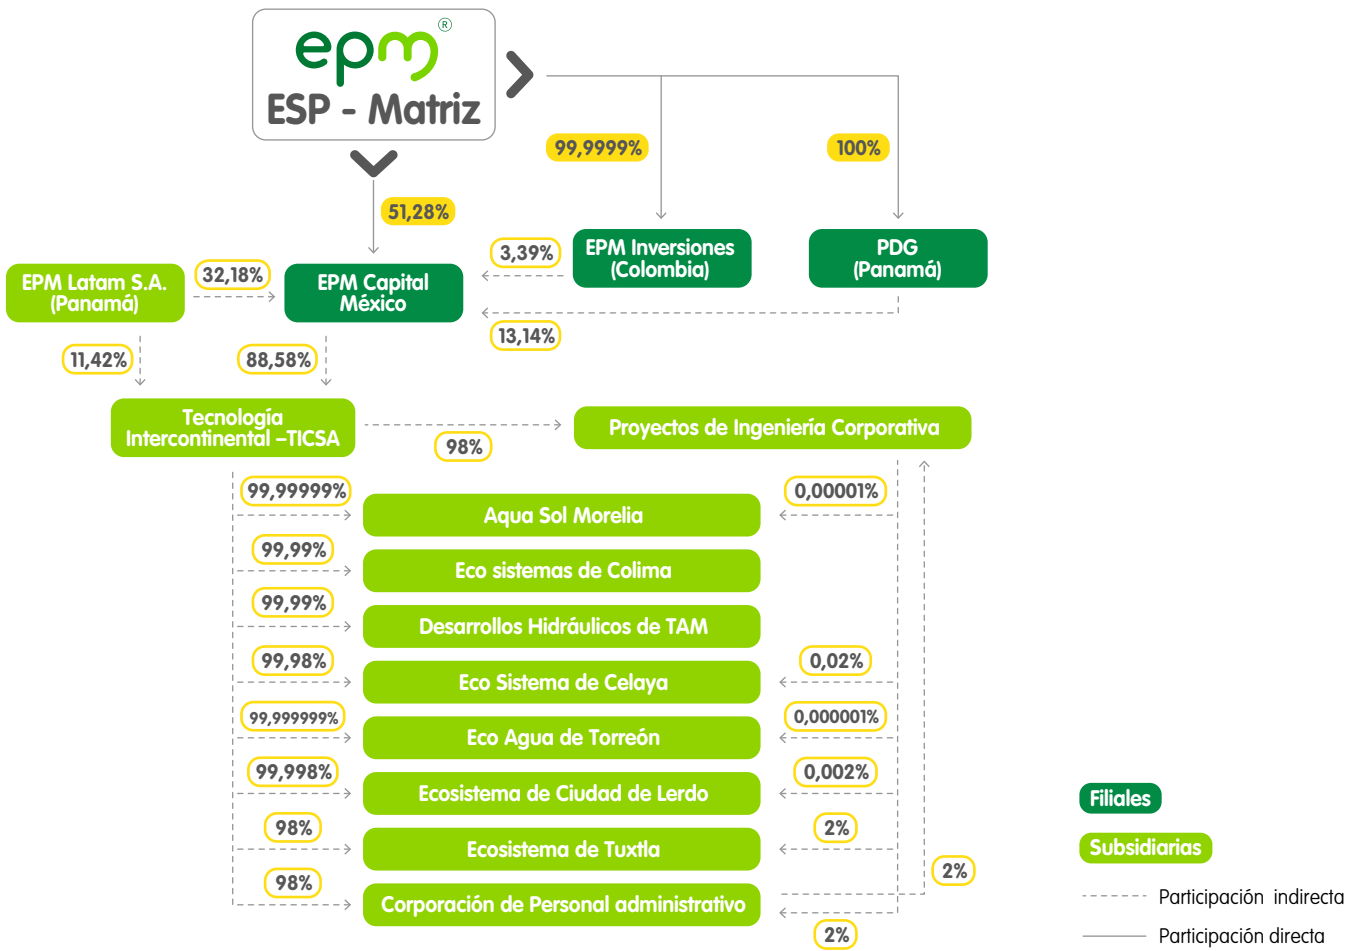 epm®
ESP - Matriz
99,9999%
100%
51,28%
EPM Inversiones
(Colombia)
PDG
(Panamá)
3,39%
32,18%
EPM Latam S.A.
(Panamá)
EPM Capital
México
13,14%
11,42%
88,58%
Tecnología
Intercontinental –TICSA
98%
Proyectos de Ingeniería Corporativa
99,99999%
0,00001%
Aqua Sol Morelia
99,99%
Eco sistemas de Colima
99,99%
Desarrollos Hidráulicos de TAM
99,98%
0,02%
Eco Sistema de Celaya
99,999999%
0,000001%
Eco Agua de Torreón
99,998%
0,002%
Ecosistema de Ciudad de Lerdo
98%
2%
Ecosistema de Tuxtla
98%
2%
Corporación de Personal administrativo
2%
Filiales
Subsidiarias
Participación indirecta
Participación directa